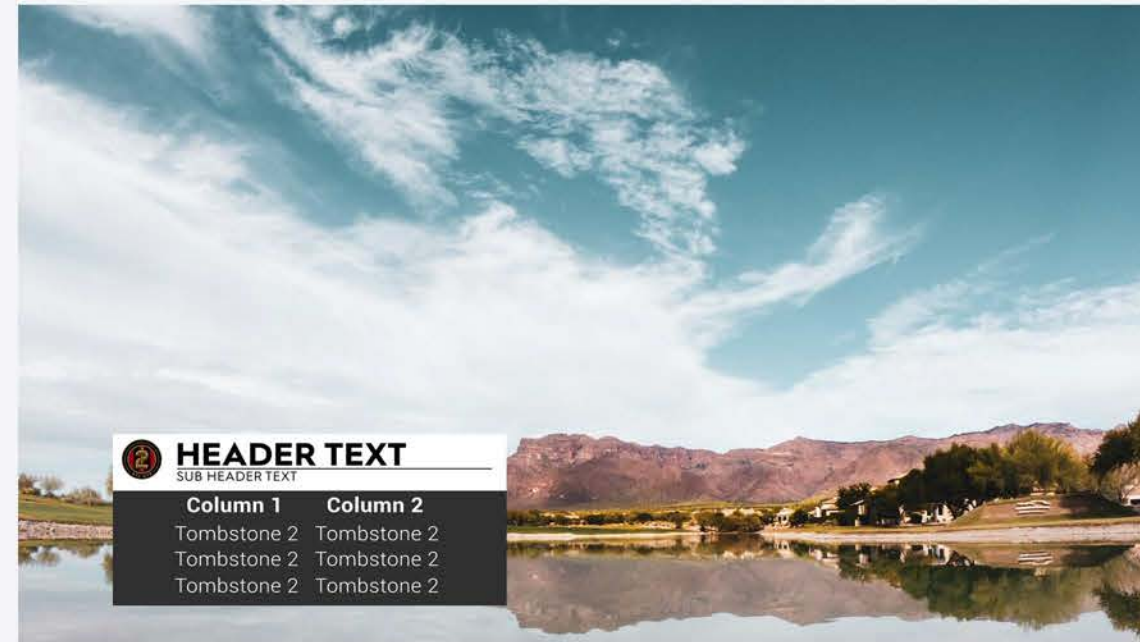 2
HEADER TEXT
SUB HEADER TEXT
Column 1 Column 2
Tombstone 2 Tombstone 2
Tombstone 2 Tombstone 2
Tombstone 2 Tombstone 2